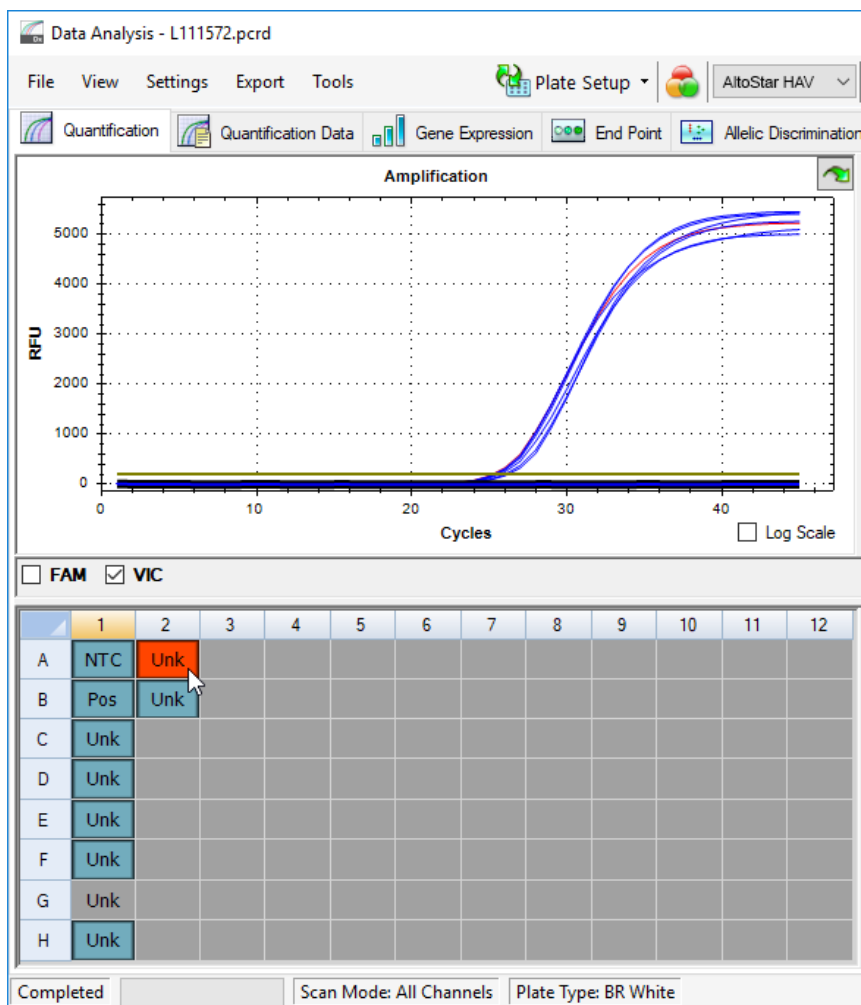 Data Analysis - L111572.pcrd
File View Settings Export Tools Plate Setup AltoStar HAV
Quantification Quantification Data Gene Expression End Point Allelic Discrimination
Amplification
5000
4000
3000
2000
1000
0
RFU
0 10 20 30 40
Cycles
Log Scale
FAM VIC
1 2 3 4 5 6 7 8 9 10 11 12
A NTC Unk
B Pos Unk
C Unk
D Unk
E Unk
F Unk
G Unk
H Unk
Completed Scan Mode: All Channels Plate Type: BR White